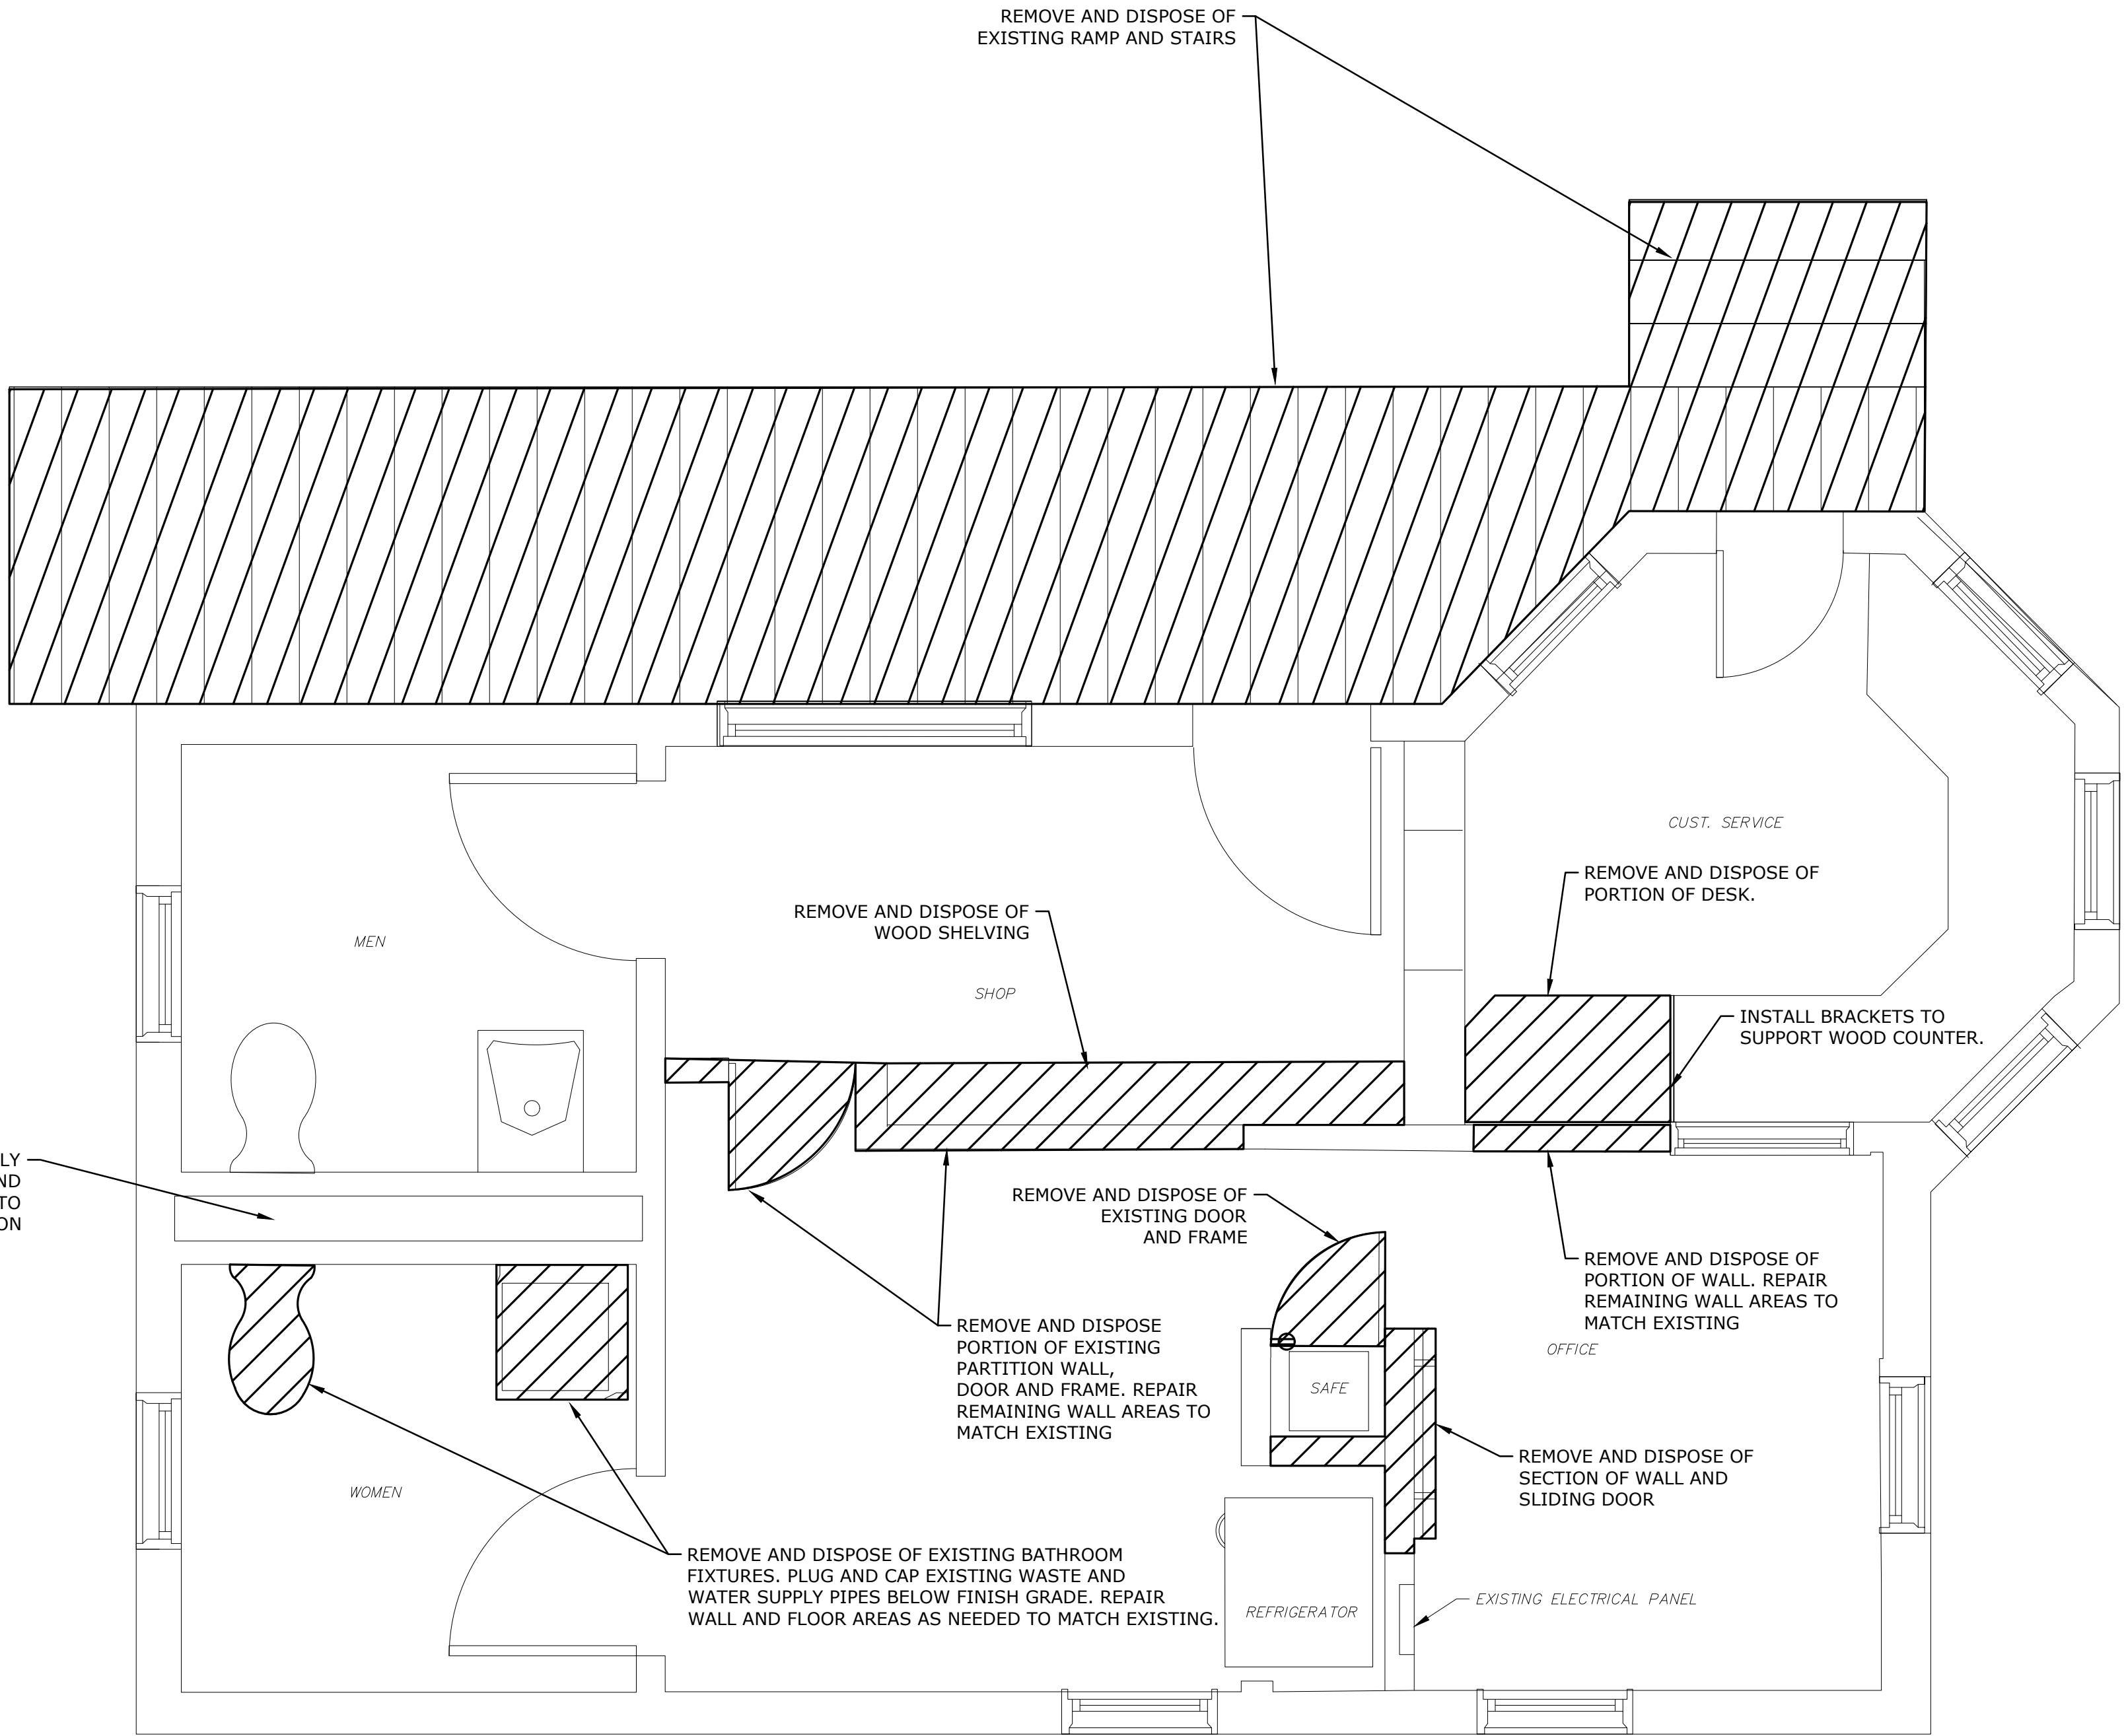 REMOVE AND DISPOSE OF
EXISTING RAMP AND STAIRS
CUST. SERVICE
REMOVE AND DISPOSE OF
PORTION OF DESK.
REMOVE AND DISPOSE OF
WOOD SHELVING
MEN
SHOP
INSTALL BRACKETS TO
SUPPORT WOOD COUNTER.
LY
ND
TO
ON
REMOVE AND DISPOSE OF
EXISTING DOOR
AND FRAME
REMOVE AND DISPOSE OF
PORTION OF WALL. REPAIR
REMAINING WALL AREAS TO
MATCH EXISTING
OFFICE
REMOVE AND DISPOSE
PORTION OF EXISTING
PARTITION WALL,
DOOR AND FRAME. REPAIR
REMAINING WALL AREAS TO
MATCH EXISTING
SAFE
REMOVE AND DISPOSE OF
SECTION OF WALL AND
SLIDING DOOR
WOMEN
REMOVE AND DISPOSE OF EXISTING BATHROOM
FIXTURES. PLUG AND CAP EXISTING WASTE AND
WATER SUPPLY PIPES BELOW FINISH GRADE. REPAIR
WALL AND FLOOR AREAS AS NEEDED TO MATCH EXISTING.
REFRIGERATOR
EXISTING ELECTRICAL PANEL